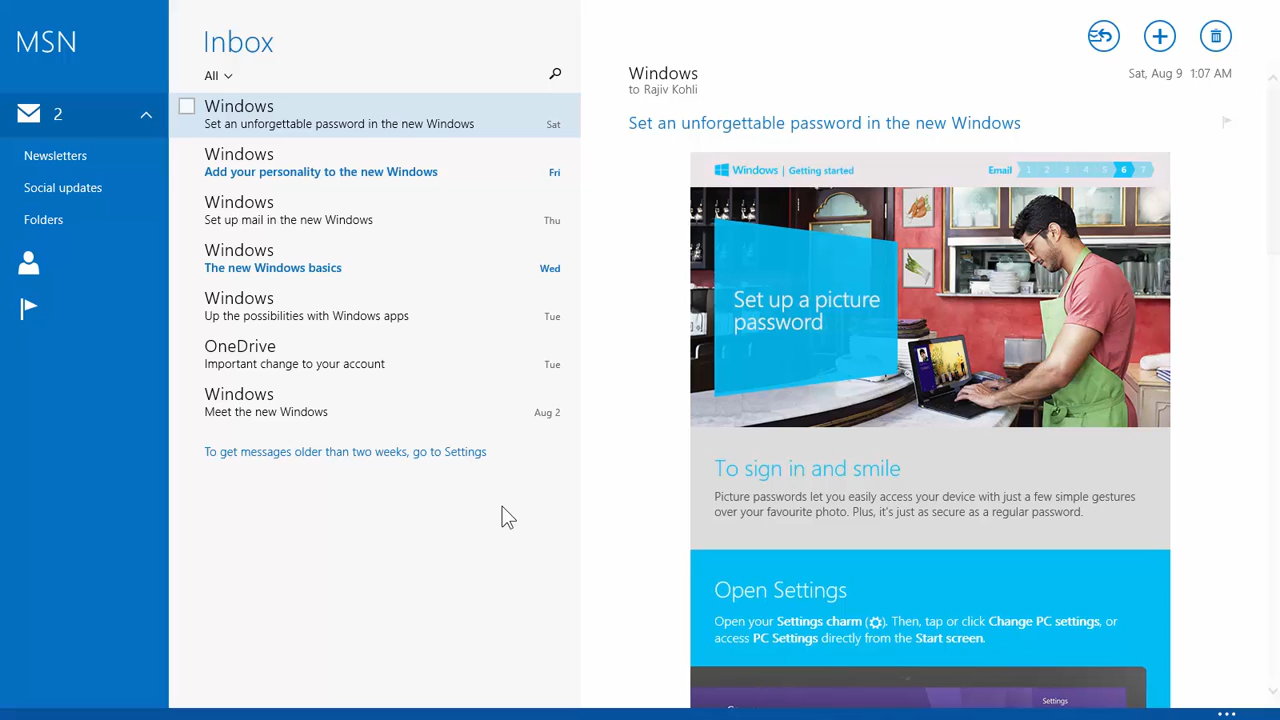 MSN
2
Newsletters
Social updates
Folders
Inbox
All
Windows
Set an unforgettable password in the new Windows Sat
Windows
Add your personality to the new Windows Fri
Windows
Set up mail in the new Windows Thu
Windows
The new Windows basics Wed
Windows
Up the possibilities with Windows apps Tue
OneDrive
Important change to your account Tue
Windows
Meet the new Windows Aug 2
To get messages older than two weeks, go to Settings
Windows Sat, Aug 9 1:07 AM
to Rajiv Kohli
Set an unforgettable password in the new Windows
Windows | Getting started Email 1 2 3 4 5 6 7
Set up a picture
password
To sign in and smile
Picture passwords let you easily access your device with just a few simple gestures
over your favourite photo. Plus, it's just as secure as a regular password.
Open Settings
Open your Settings charm ( ). Then, tap or click Change PC settings, or
access PC Settings directly from the Start screen.
Settings